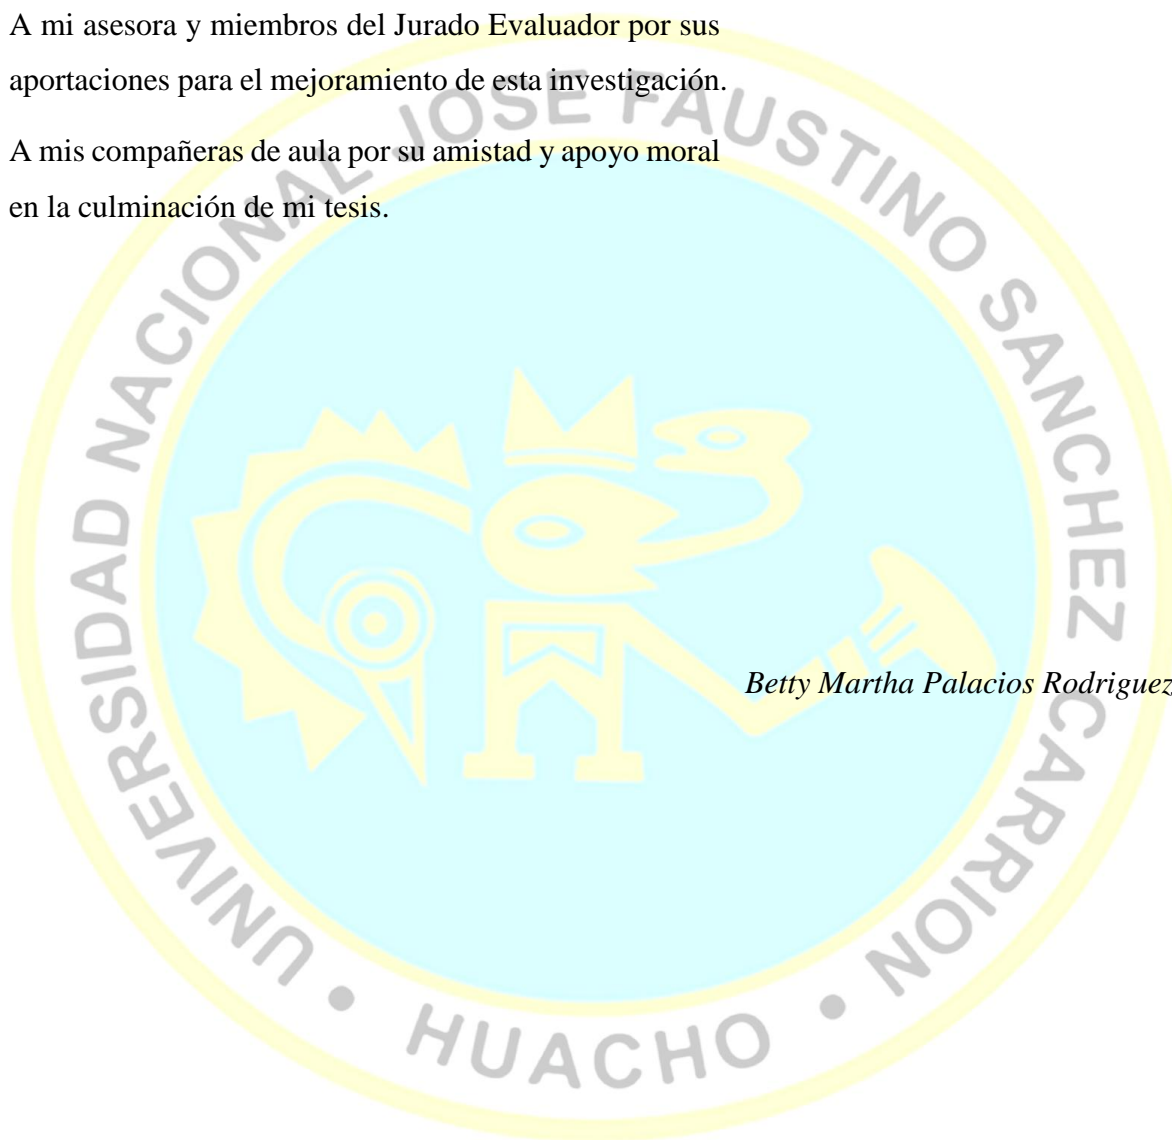 A mi asesora y miembros del Jurado Evaluador por sus
aportaciones para el mejoramiento de esta investigación.
A mis compañeras de aula por su amistad y apoyo moral
en la culminación de mi tesis.
Betty Martha Palacios Rodriguez
UNIVERSIDAD NACIONAL JOSE FAUSTINO SANCHEZ CARRION
• HUACHO •